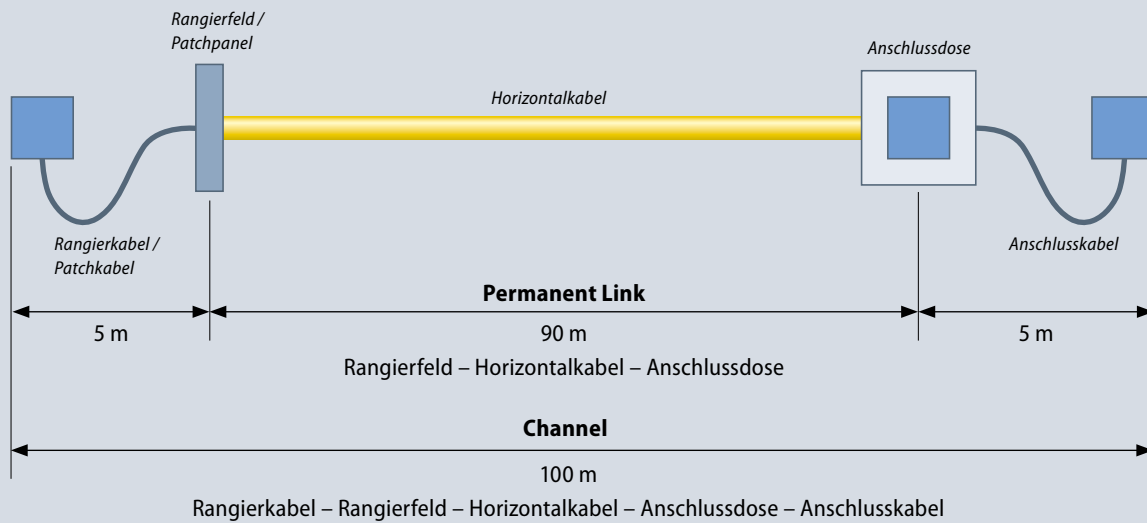 Rangierfeld /
Patchpanel
Anschlussdose
Horizontalkabel
Rangierkabel /
Patchkabel
Anschlusskabel
Permanent Link
5 m
90 m
5 m
Rangierfeld – Horizontalkabel – Anschlussdose
Channel
100 m
Rangierkabel – Rangierfeld – Horizontalkabel – Anschlussdose – Anschlusskabel